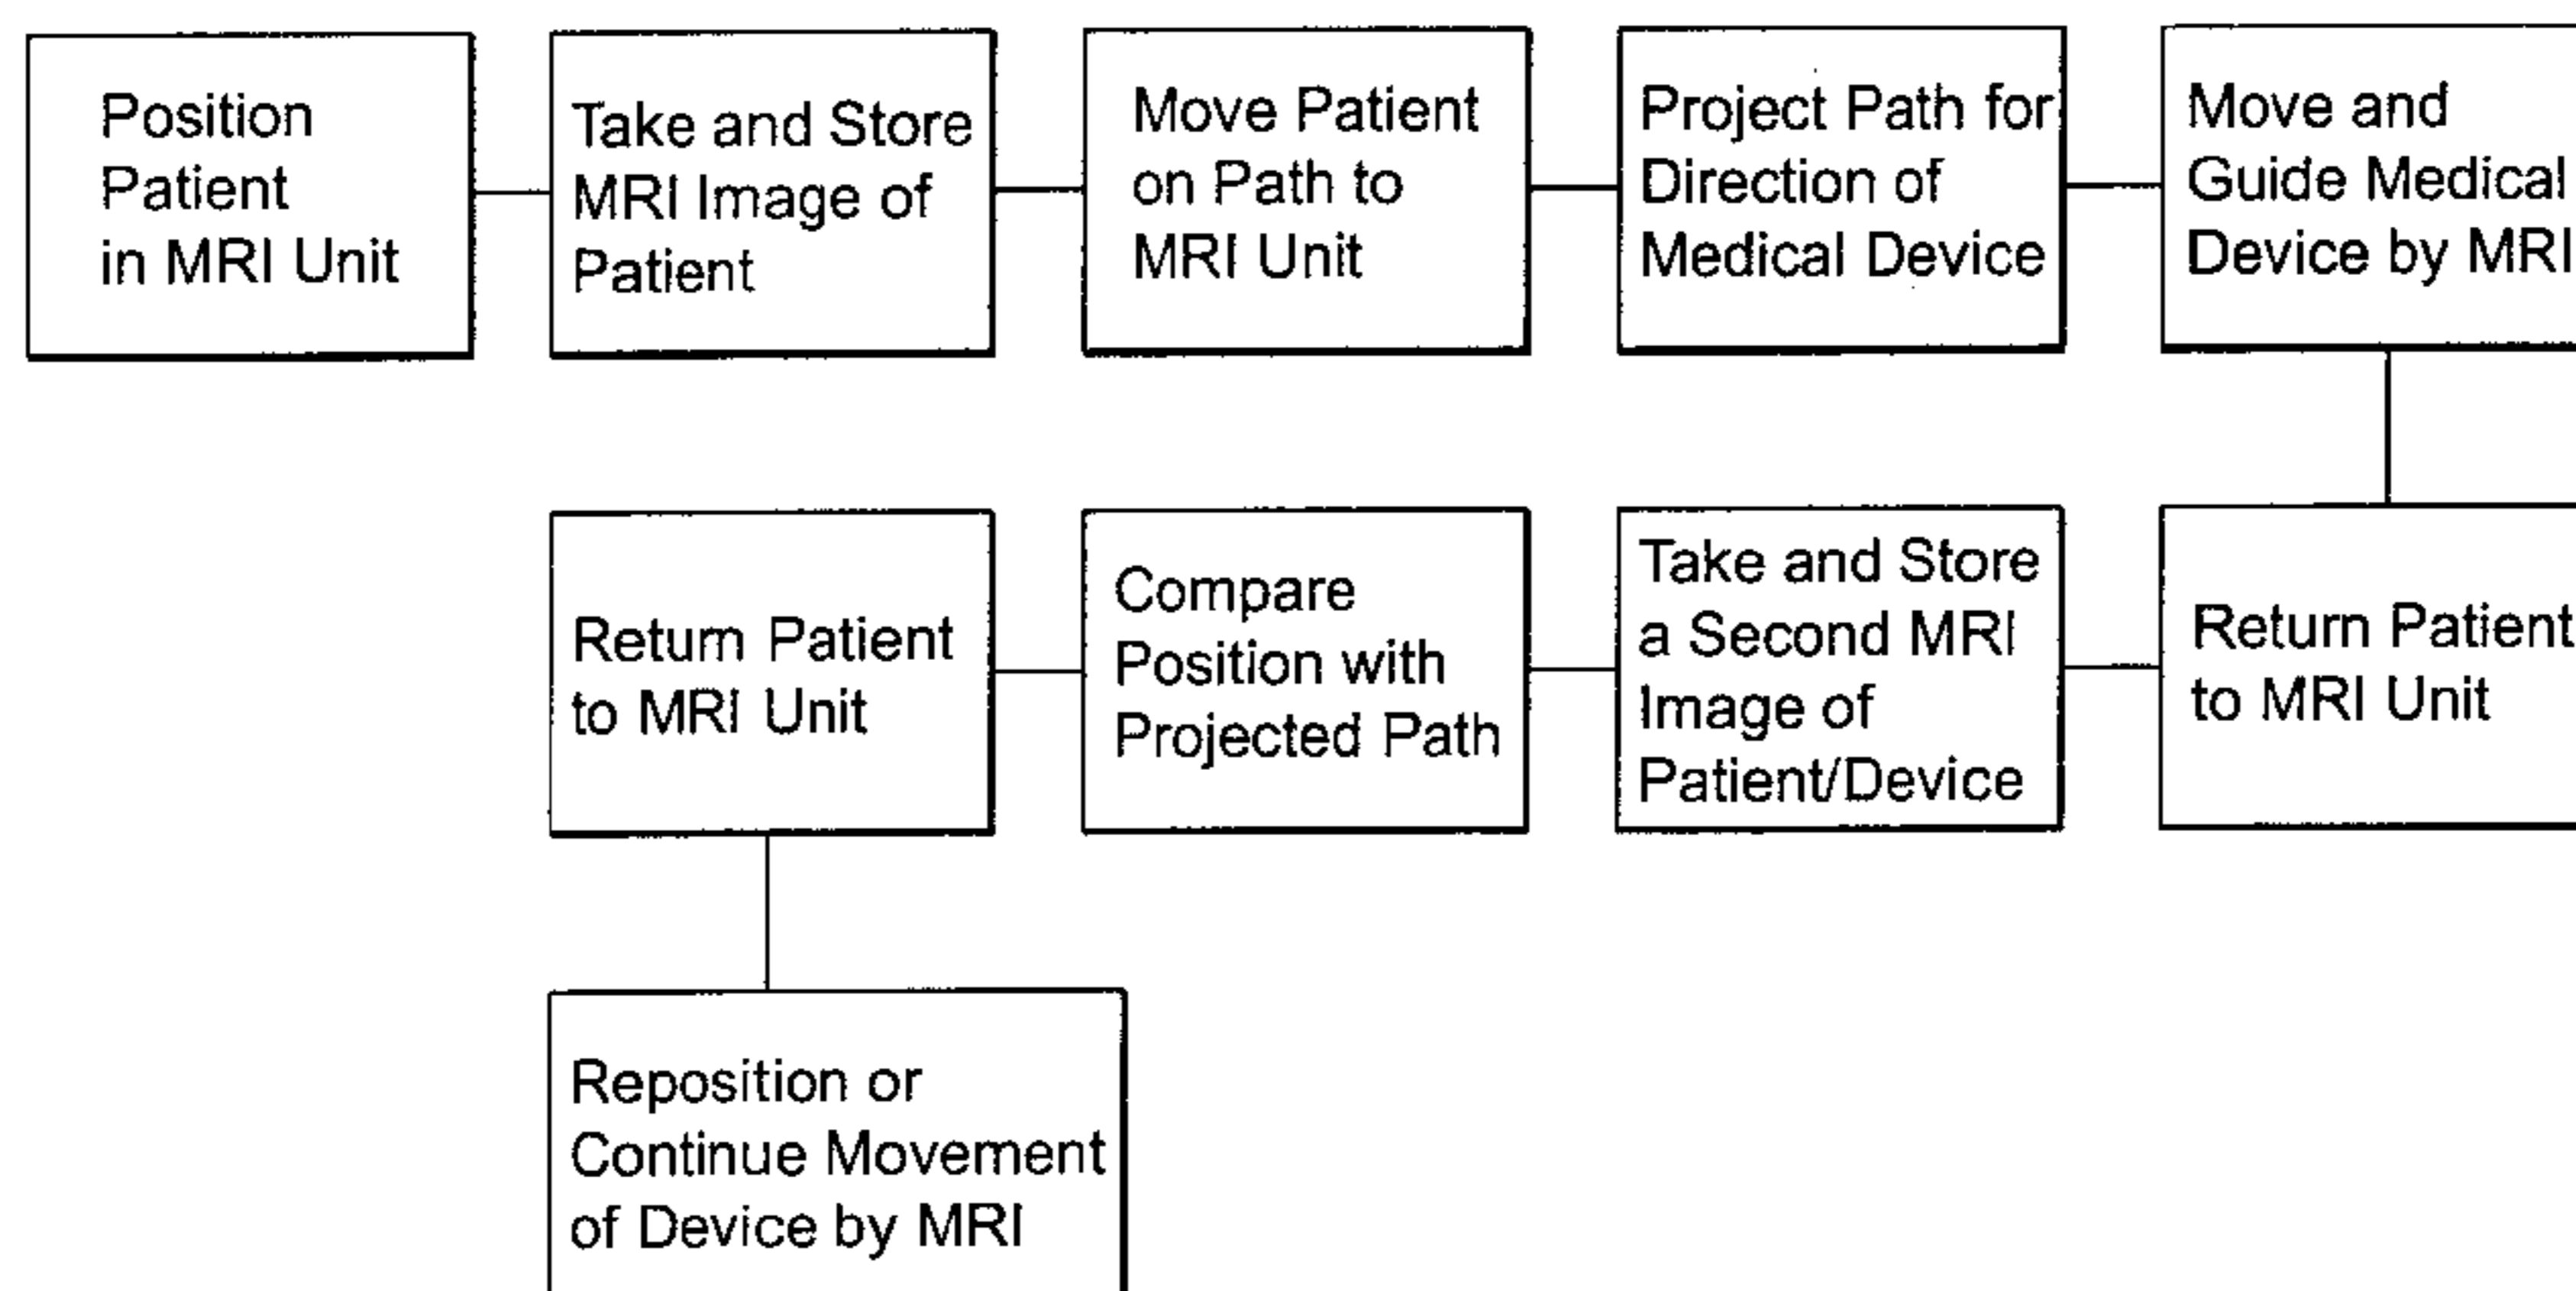 Position
Patient
in MRI Unit
Take and Store
MRI Image of
Patient
Move Patient
on Path to
MRI Unit
Project Path for
Direction of
Medical Device
Move and
Guide Medical
Device by MRI
Return Patient
to MRI Unit
Take and Store
a Second MRI
Image of
Patient/Device
Compare
Position with
Projected Path
Return Patient
to MRI Unit
Reposition or
Continue Movement
of Device by MRI